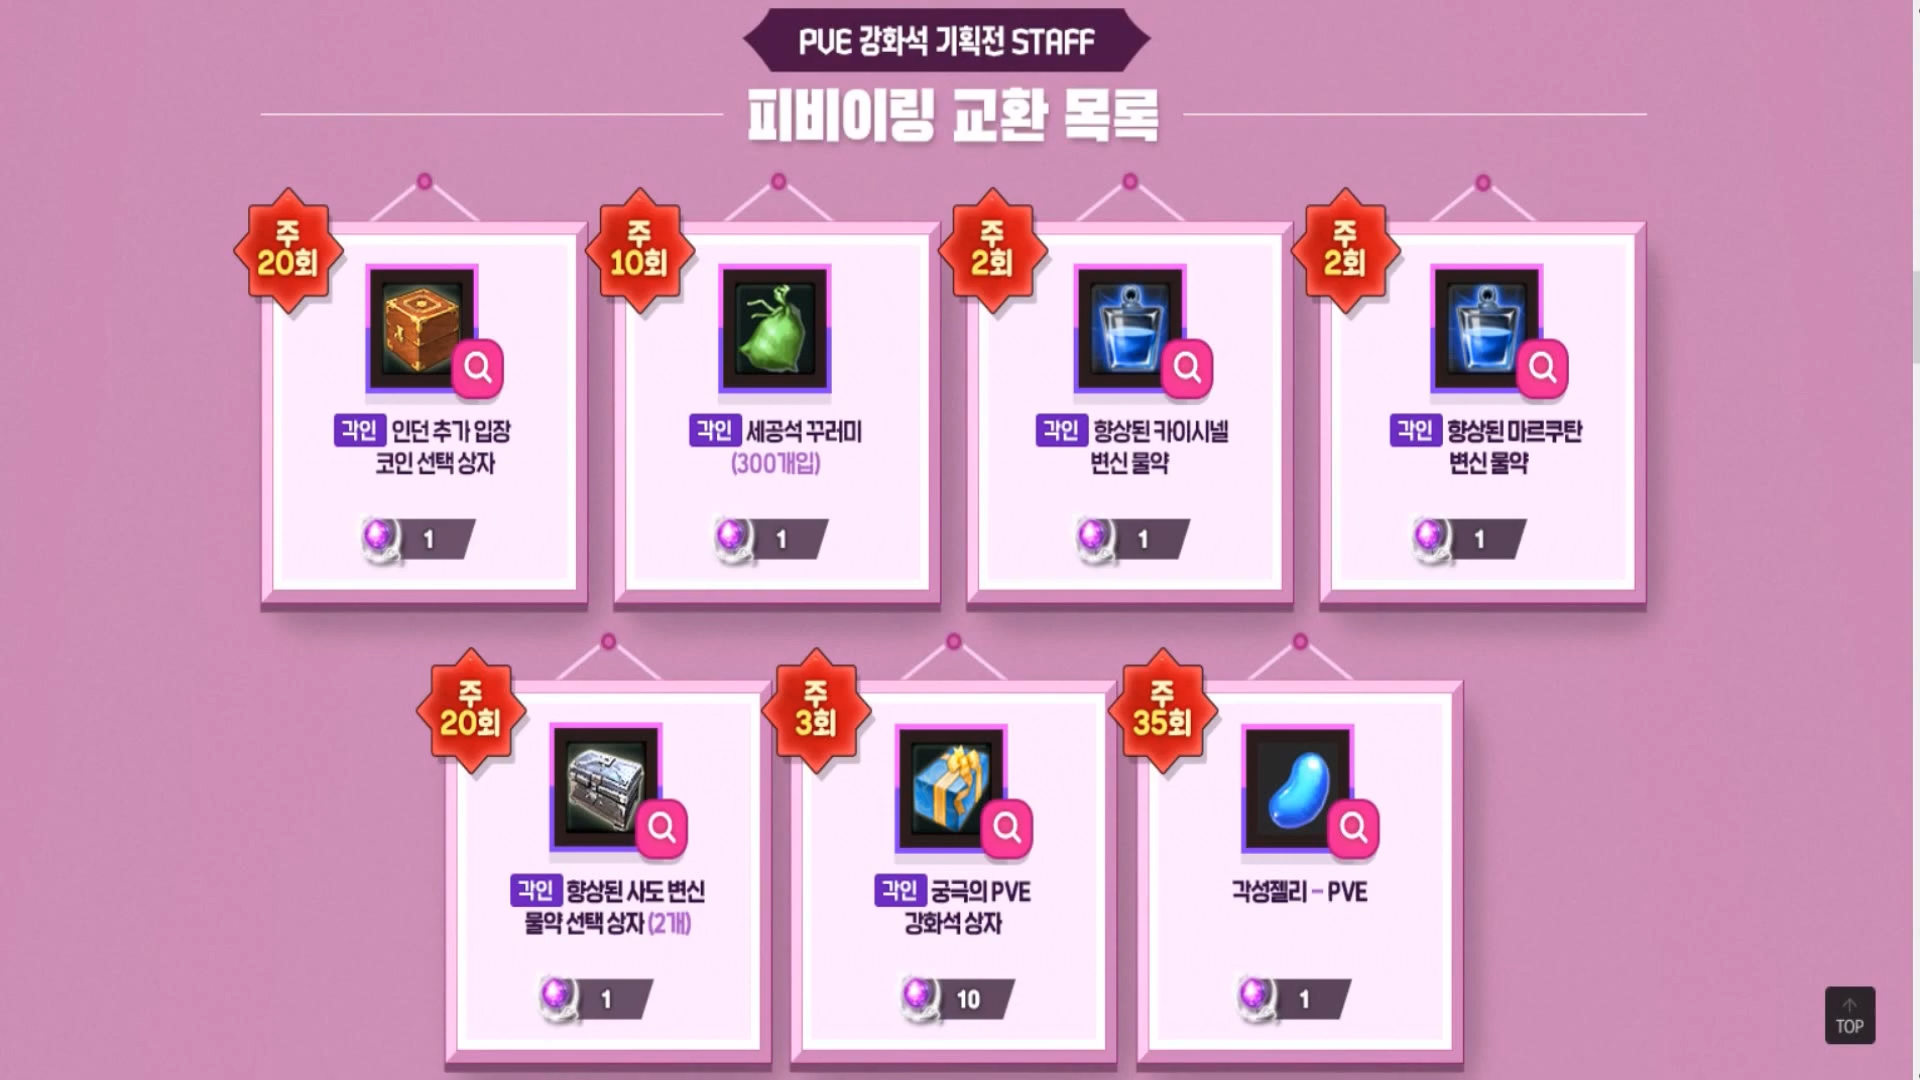 PVE 강화석 기획전 STAFF
피비이링 교환 목록
주
20회
각인 인던 추가 입장
코인 선택 상자
1
주
10회
각인 세공석 꾸러미
(300개입)
1
주
2회
각인 향상된 카이시넬
변신 물약
1
주
2회
각인 향상된 마르쿠탄
변신 물약
1
주
20회
각인 향상된 사도 변신
물약 선택 상자 (2개)
1
주
3회
각인 궁극의 PVE
강화석 상자
10
주
35회
각성젤리 - PVE
1
TOP